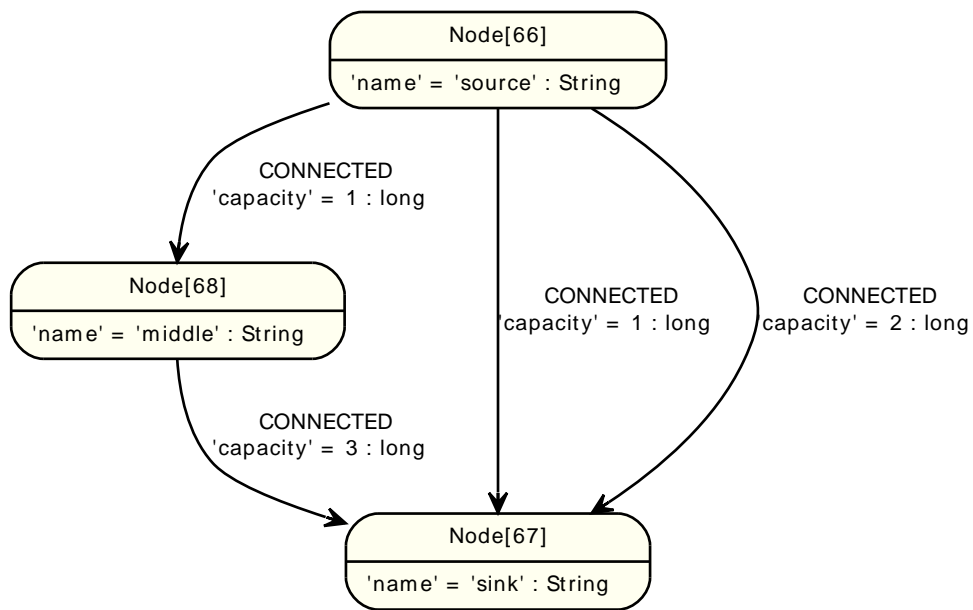 Node[66]
'name' = 'source' : String
CONNECTED
'capacity' = 1 : long
Node[68]
'name' = 'middle' : String
CONNECTED
'capacity' = 1 : long
CONNECTED
capacity' = 2 : long
CONNECTED
'capacity' = 3 : long
Node[67]
'name' = 'sink' : String